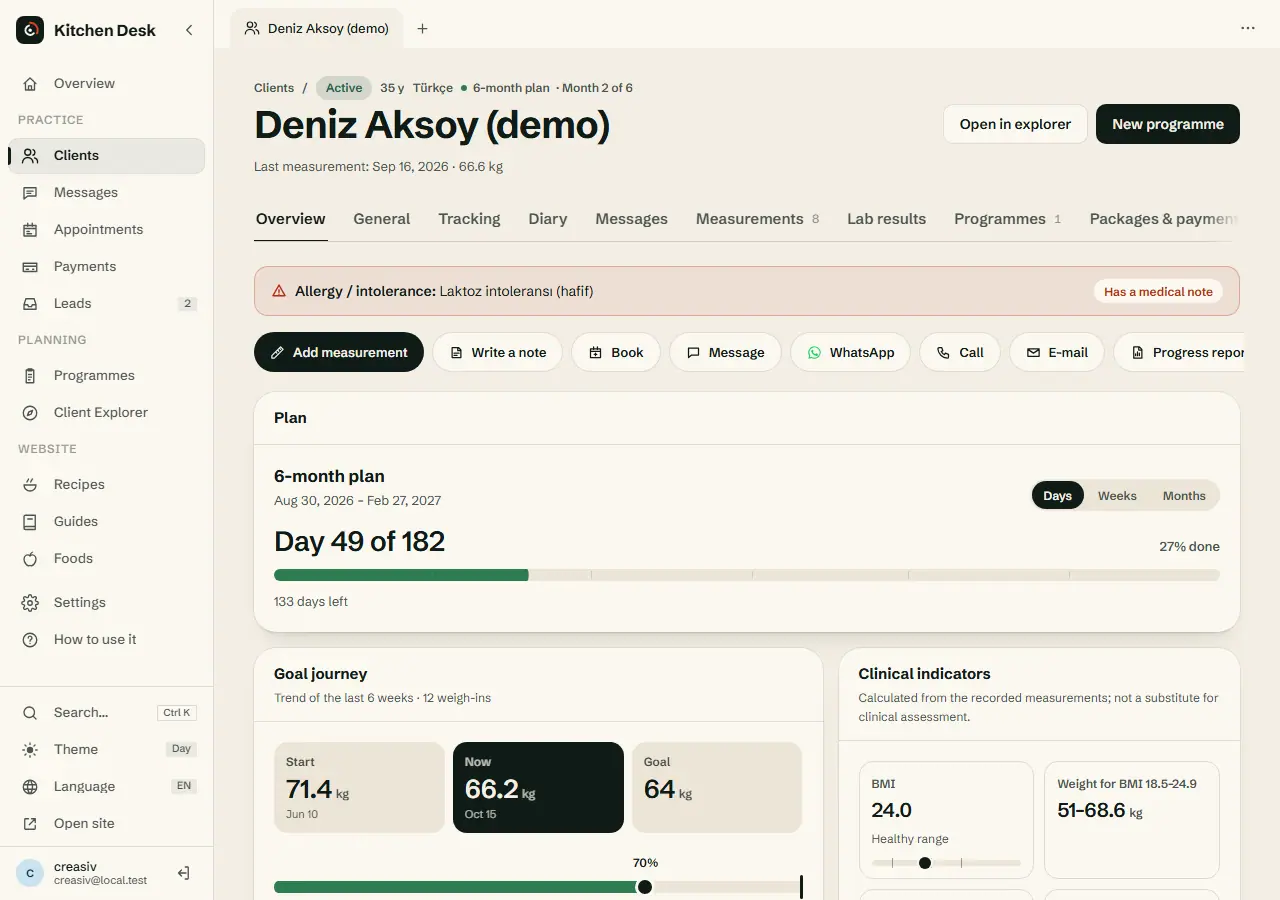 Kitchen Desk
Overview
PRACTICE
Clients
Messages
Appointments
Payments
Leads 2
PLANNING
Programmes
Client Explorer
WEBSITE
Recipes
Guides
Foods
Settings
How to use it
Search... Ctrl K
Theme Day
Language EN
Open site
C
creasiv
creasiv@local.test
Deniz Aksoy (demo)
Clients / Active 35 y Türkçe 6-month plan · Month 2 of 6
Deniz Aksoy (demo)
Open in explorer New programme
Last measurement: Sep 16, 2026 · 66.6 kg
Overview General Tracking Diary Messages Measurements 8 Lab results Programmes 1 Packages & paymen
Allergy / intolerance: Laktoz intoleransı (hafif) Has a medical note
Add measurement Write a note Book Message WhatsApp Call E-mail Progress repor
Plan
6-month plan
Aug 30, 2026 – Feb 27, 2027
Days Weeks Months
Day 49 of 182
27% done
133 days left
Goal journey
Trend of the last 6 weeks · 12 weigh-ins
Start
71.4 kg
Jun 10
Now
66.2 kg
Oct 15
Goal
64 kg
70%
Clinical indicators
Calculated from the recorded measurements; not a substitute for
clinical assessment.
BMI
24.0
Healthy range
Weight for BMI 18.5-24.9
51-68.6 kg